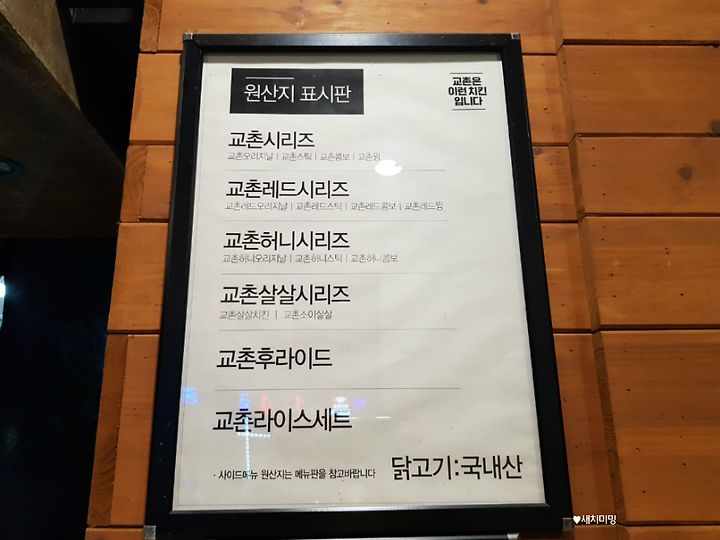 원산지 표시판
교촌은
이런 치킨
입니다
교촌시리즈
교촌오리지날 | 교촌스틱 | 교촌콤보 | 교촌윙
교촌레드시리즈
교촌레드오리지날 | 교촌레드스틱 | 교촌레드콤보 | 교촌레드윙
교촌허니시리즈
교촌허니오리지날 | 교촌허니스틱 | 교촌허니콤보
교촌살살시리즈
교촌살살치킨 | 교촌소이살살
교촌후라이드
교촌라이스세트
· 사이드메뉴 원산지는 메뉴판을 참고바랍니다
닭고기:국내산
♥새치미밍